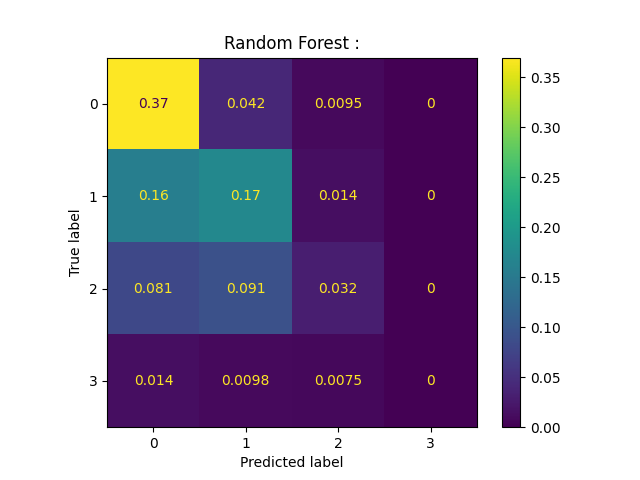 Random Forest :
0 0.37 0.042 0.0095 0
1 0.16 0.17 0.014 0
2 0.081 0.091 0.032 0
3 0.014 0.0098 0.0075 0
0 1 2 3
True label
Predicted label
0.35
0.30
0.25
0.20
0.15
0.10
0.05
0.00